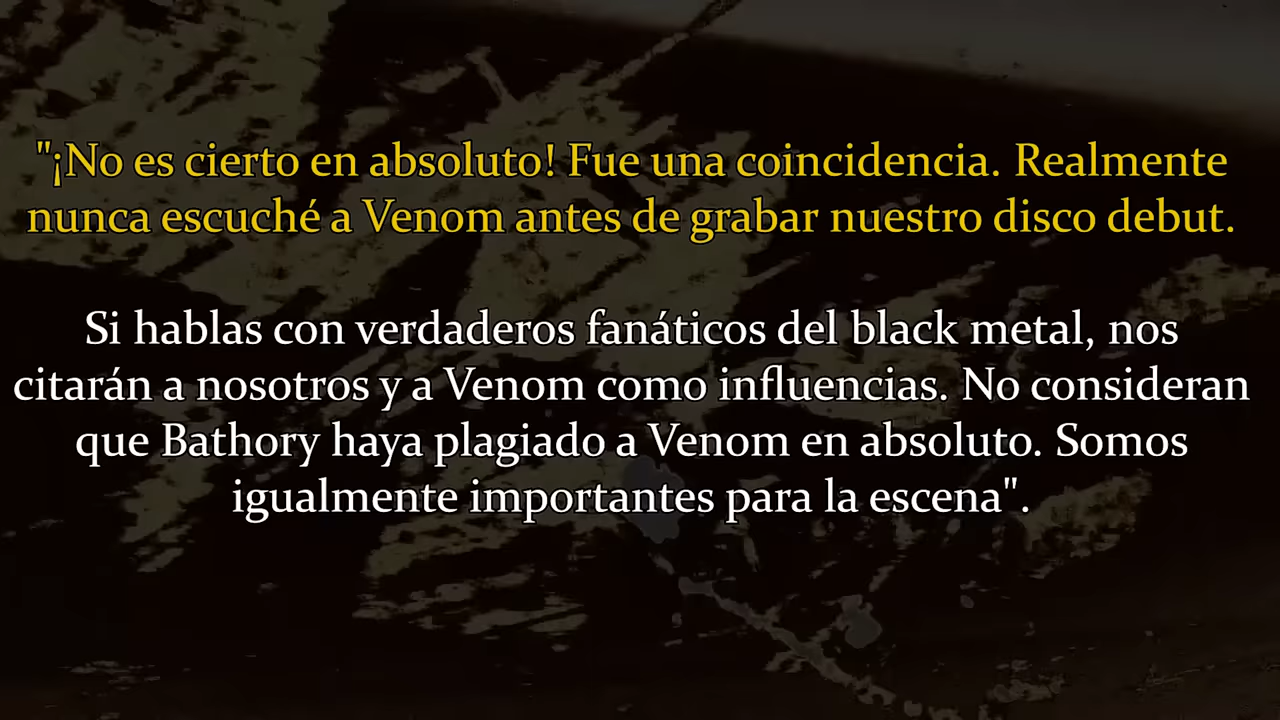 "¡No es cierto en absoluto! Fue una coincidencia. Realmente
nunca escuché a Venom antes de grabar nuestro disco debut.
Si hablas con verdaderos fanáticos del black metal, nos
citarán a nosotros y a Venom como influencias. No consideran
que Bathory haya plagiado a Venom en absoluto. Somos
igualmente importantes para la escena".